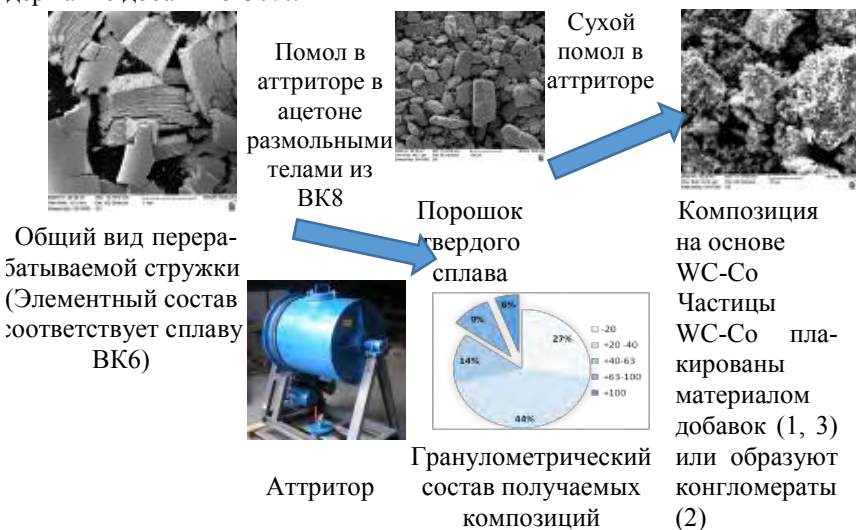 Общий вид перера-
батываемой стружки
(Элементный состав
соответствует сплаву
ВК6)
Помол в
аттриторе в
ацетоне
размольными
телами из
ВК8
Порошок
твердого
сплава
Сухой
помол в
аттриторе
Композиция
на основе
WC-Co
Частицы
WC-Co пла-
кированы
материалом
добавок (1, 3)
или образуют
конгломераты
(2)
Аттритор
6%
9%
27%
14%
44%
-20
+20 -40
+40-63
+63-100
+100
Гранулометрический
состав получаемых
композиций